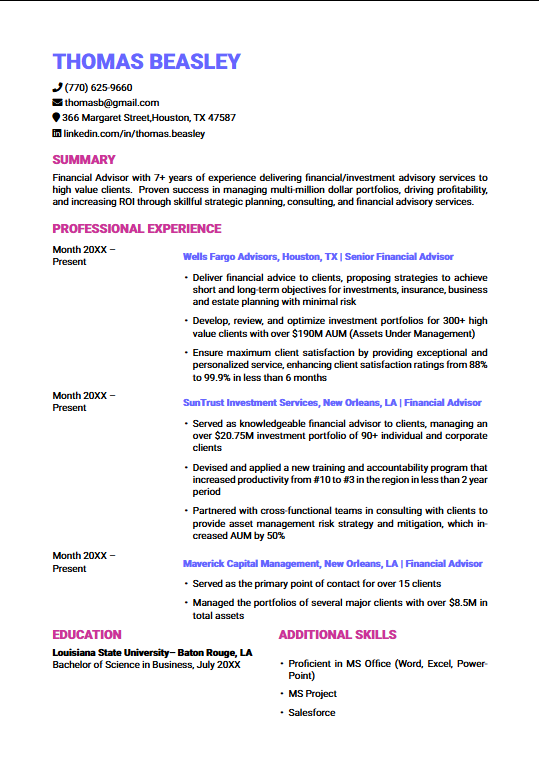 THOMAS BEASLEY
(770) 625-9660
thomasb@gmail.com
366 Margaret Street,Houston, TX 47587
linkedin.com/in/thomas.beasley
SUMMARY
Financial Advisor with 7+ years of experience delivering financial/investment advisory services to
high value clients. Proven success in managing multi-million dollar portfolios, driving profitability,
and increasing ROI through skillful strategic planning, consulting, and financial advisory services.
PROFESSIONAL EXPERIENCE
Month 20XX –
Present
Wells Fargo Advisors, Houston, TX | Senior Financial Advisor
• Deliver financial advice to clients, proposing strategies to achieve
short and long-term objectives for investments, insurance, business
and estate planning with minimal risk
• Develop, review, and optimize investment portfolios for 300+ high
value clients with over $190M AUM (Assets Under Management)
• Ensure maximum client satisfaction by providing exceptional and
personalized service, enhancing client satisfaction ratings from 88%
to 99.9% in less than 6 months
Month 20XX –
Present
SunTrust Investment Services, New Orleans, LA | Financial Advisor
• Served as knowledgeable financial advisor to clients, managing an
over $20.75M investment portfolio of 90+ individual and corporate
clients
• Devised and applied a new training and accountability program that
increased productivity from #10 to #3 in the region in less than 2 year
period
• Partnered with cross-functional teams in consulting with clients to
provide asset management risk strategy and mitigation, which in-
creased AUM by 50%
Month 20XX –
Present
Maverick Capital Management, New Orleans, LA | Financial Advisor
• Served as the primary point of contact for over 15 clients
• Managed the portfolios of several major clients with over $8.5M in
total assets
EDUCATION
Louisiana State University– Baton Rouge, LA
Bachelor of Science in Business, July 20XX
ADDITIONAL SKILLS
• Proficient in MS Office (Word, Excel, Power-
Point)
• MS Project
• Salesforce